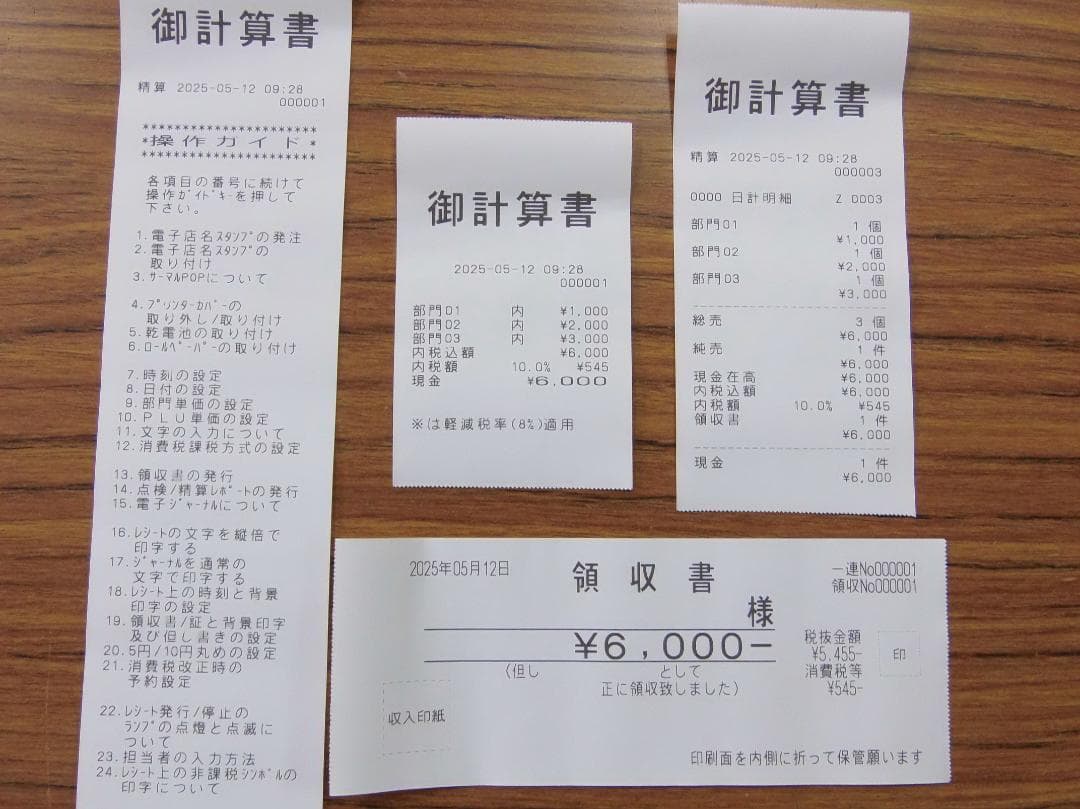 御計算書
精算 2025-05-12 09:28
000001
**********************
*操作ガイド*
**********************
各項目の番号に続けて
操作ｶﾞｲﾄﾞｷｰを押して
下さい。
1.電子店名ｽﾀﾝﾌﾟの発注
2.電子店名ｽﾀﾝﾌﾟの
取り付け
3.ｻｰﾏﾙPOPについて
4.ﾌﾟﾘﾝﾀｰｶﾊﾞｰの
取り外し/取り付け
5.乾電池の取り付け
6.ﾛｰﾙﾍﾟｰﾊﾟｰの取り付け
7.時刻の設定
8.日付の設定
9.部門単価の設定
10.ＰＬＵ単価の設定
11.文字の入力について
12.消費税課税方式の設定
13.領収書の発行
14.点検/精算ﾚﾎﾟｰﾄの発行
15.電子ｼﾞｬｰﾅﾙについて
16.ﾚｼｰﾄの文字を縦倍で
印字する
17.ｼﾞｬｰﾅﾙを通常の
文字で印字する
18.ﾚｼｰﾄ上の時刻と背景
印字の設定
19.領収書/証と背景印字
及び但し書きの設定
20.5円/10円丸めの設定
21.消費税改正時の
予約設定
22.ﾚｼｰﾄ発行/停止の
ﾗﾝﾌﾟの点燈と点滅に
ついて
23.担当者の入力方法
24.ﾚｼｰﾄ上の非課税ｼﾝﾎﾞﾙの
印字について
御計算書
2025-05-12 09:28
000001
部門01 内 ¥1,000
部門02 内 ¥2,000
部門03 内 ¥3,000
内税込額 ¥6,000
内税額 10.0% ¥545
現金 ¥6,000
※は軽減税率(8%)適用
御計算書
精算 2025-05-12 09:28
000003
0000 日計明細 Z 0003
部門01 1 個
¥1,000
部門02 1 個
¥2,000
部門03 1 個
¥3,000
総売 3 個
¥6,000
純売 1 件
¥6,000
現金在高 ¥6,000
内税込額 ¥6,000
内税額 10.0% ¥545
領収書 1 件
¥6,000
現金 1 件
¥6,000
2025年05月12日
領収書
一連No000001
領収No000001
様
¥6,000-
(但し として
正に領収致しました)
税抜金額
¥5,455-
消費税等
¥545-
印
収入印紙
印刷面を内側に折って保管願います